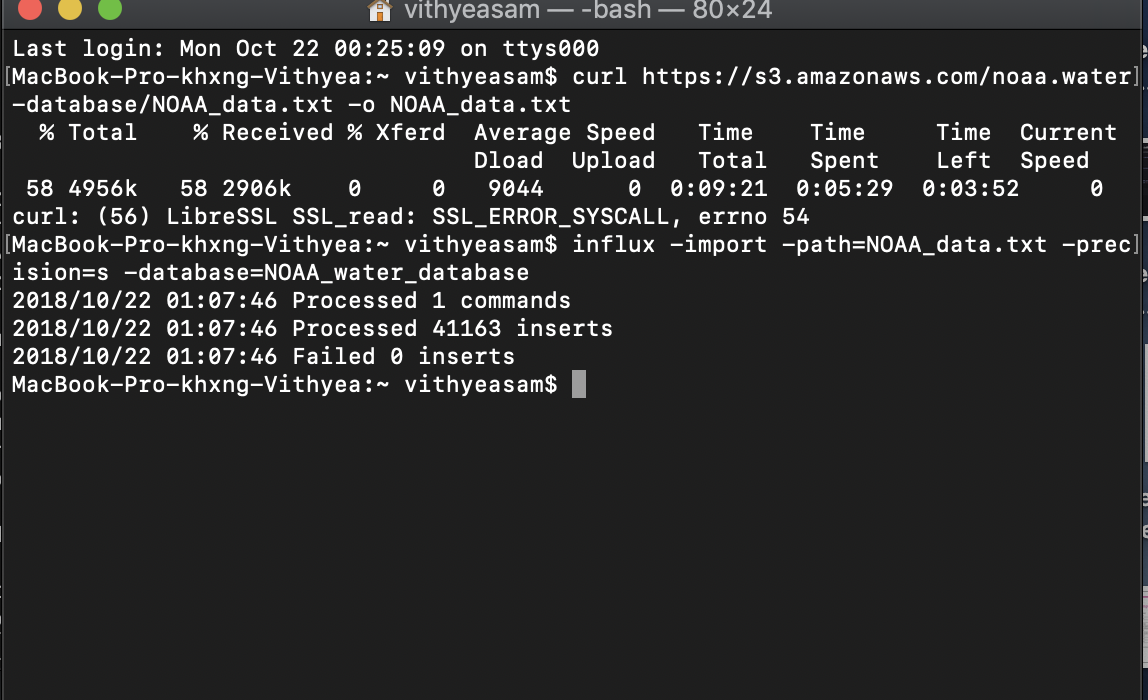 vithyeasam — -bash — 80×24
Last login: Mon Oct 22 00:25:09 on ttys000
[MacBook-Pro-khxng-Vithyea:~ vithyeasam$ curl https://s3.amazonaws.com/noaa.water]
-database/NOAA_data.txt -o NOAA_data.txt
  % Total    % Received % Xferd  Average Speed   Time    Time     Time  Current
                                 Dload  Upload   Total   Spent    Left  Speed
 58 4956k   58 2906k    0     0   9044      0  0:09:21  0:05:29  0:03:52     0
curl: (56) LibreSSL SSL_read: SSL_ERROR_SYSCALL, errno 54
[MacBook-Pro-khxng-Vithyea:~ vithyeasam$ influx -import -path=NOAA_data.txt -prec]
ision=s -database=NOAA_water_database
2018/10/22 01:07:46 Processed 1 commands
2018/10/22 01:07:46 Processed 41163 inserts
2018/10/22 01:07:46 Failed 0 inserts
MacBook-Pro-khxng-Vithyea:~ vithyeasam$